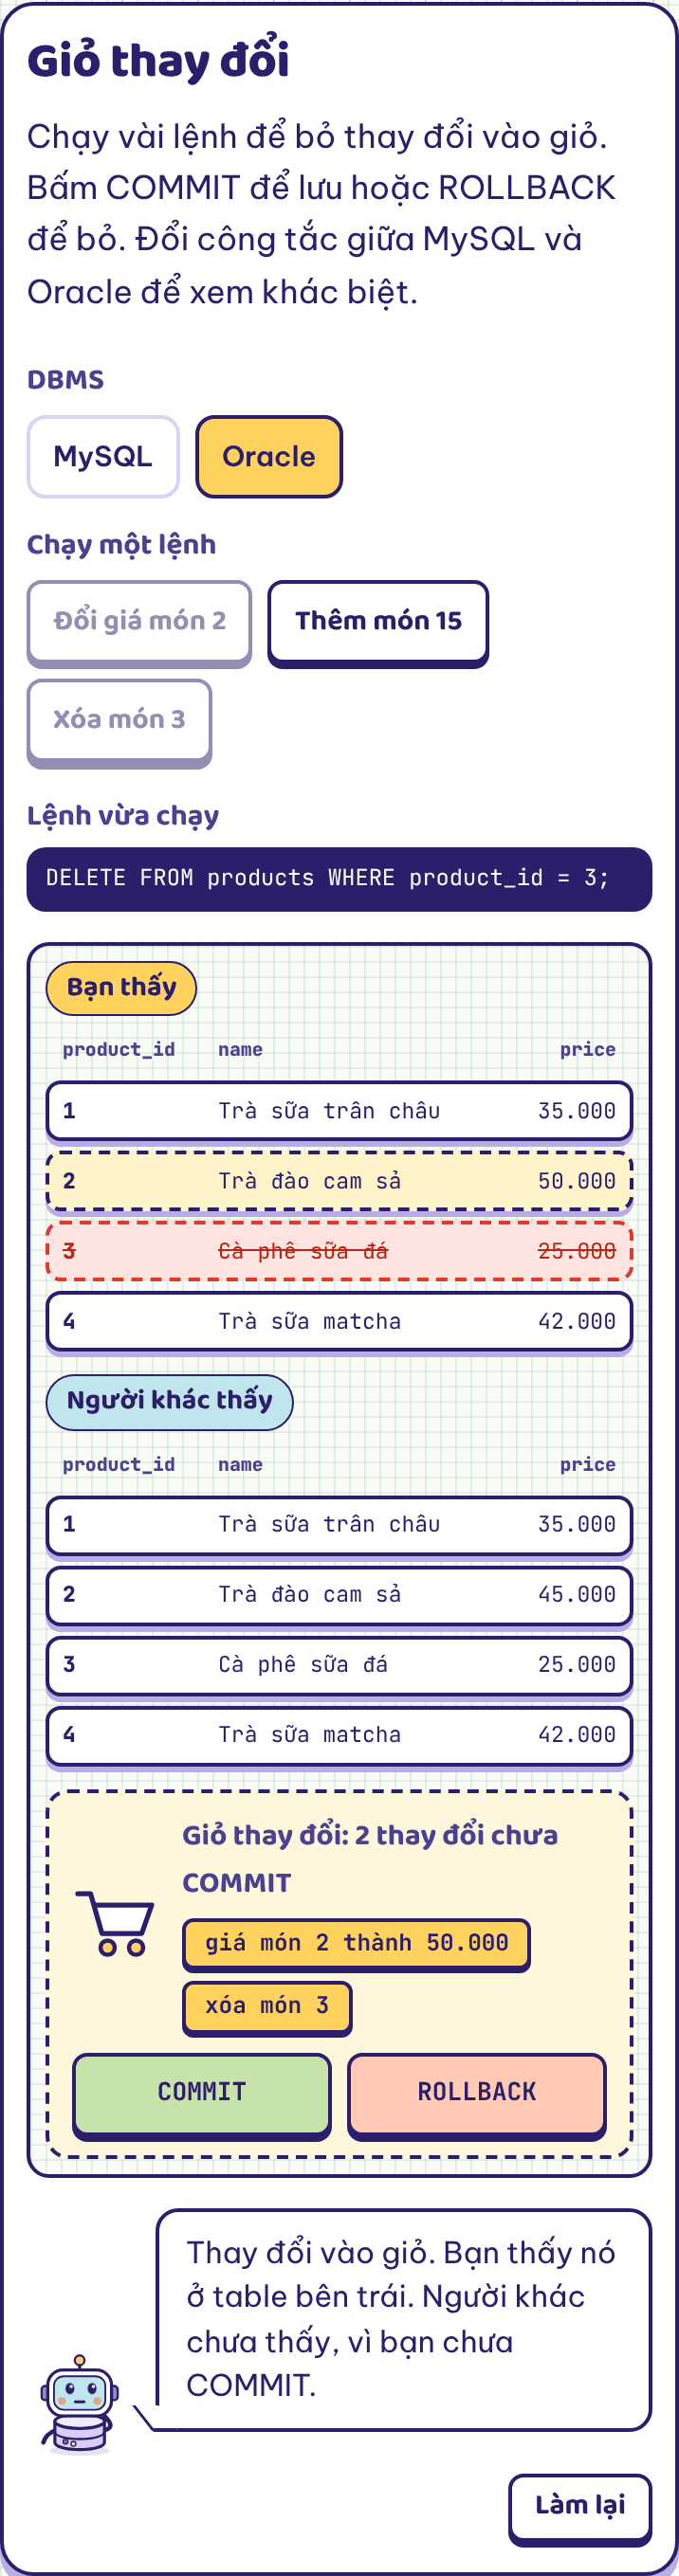 Giỏ thay đổi
Chạy vài lệnh để bỏ thay đổi vào giỏ.
Bấm COMMIT để lưu hoặc ROLLBACK
để bỏ. Đổi công tắc giữa MySQL và
Oracle để xem khác biệt.
DBMS
MySQL Oracle
Chạy một lệnh
Đổi giá món 2 Thêm món 15
Xóa món 3
Lệnh vừa chạy
DELETE FROM products WHERE product_id = 3;
Bạn thấy
product_id name price
1 Trà sữa trân châu 35.000
2 Trà đào cam sả 50.000
3 Cà phê sữa đá 25.000
4 Trà sữa matcha 42.000
Người khác thấy
product_id name price
1 Trà sữa trân châu 35.000
2 Trà đào cam sả 45.000
3 Cà phê sữa đá 25.000
4 Trà sữa matcha 42.000
Giỏ thay đổi: 2 thay đổi chưa
COMMIT
giá món 2 thành 50.000
xóa món 3
COMMIT ROLLBACK
Thay đổi vào giỏ. Bạn thấy nó
ở table bên trái. Người khác
chưa thấy, vì bạn chưa
COMMIT.
Làm lại